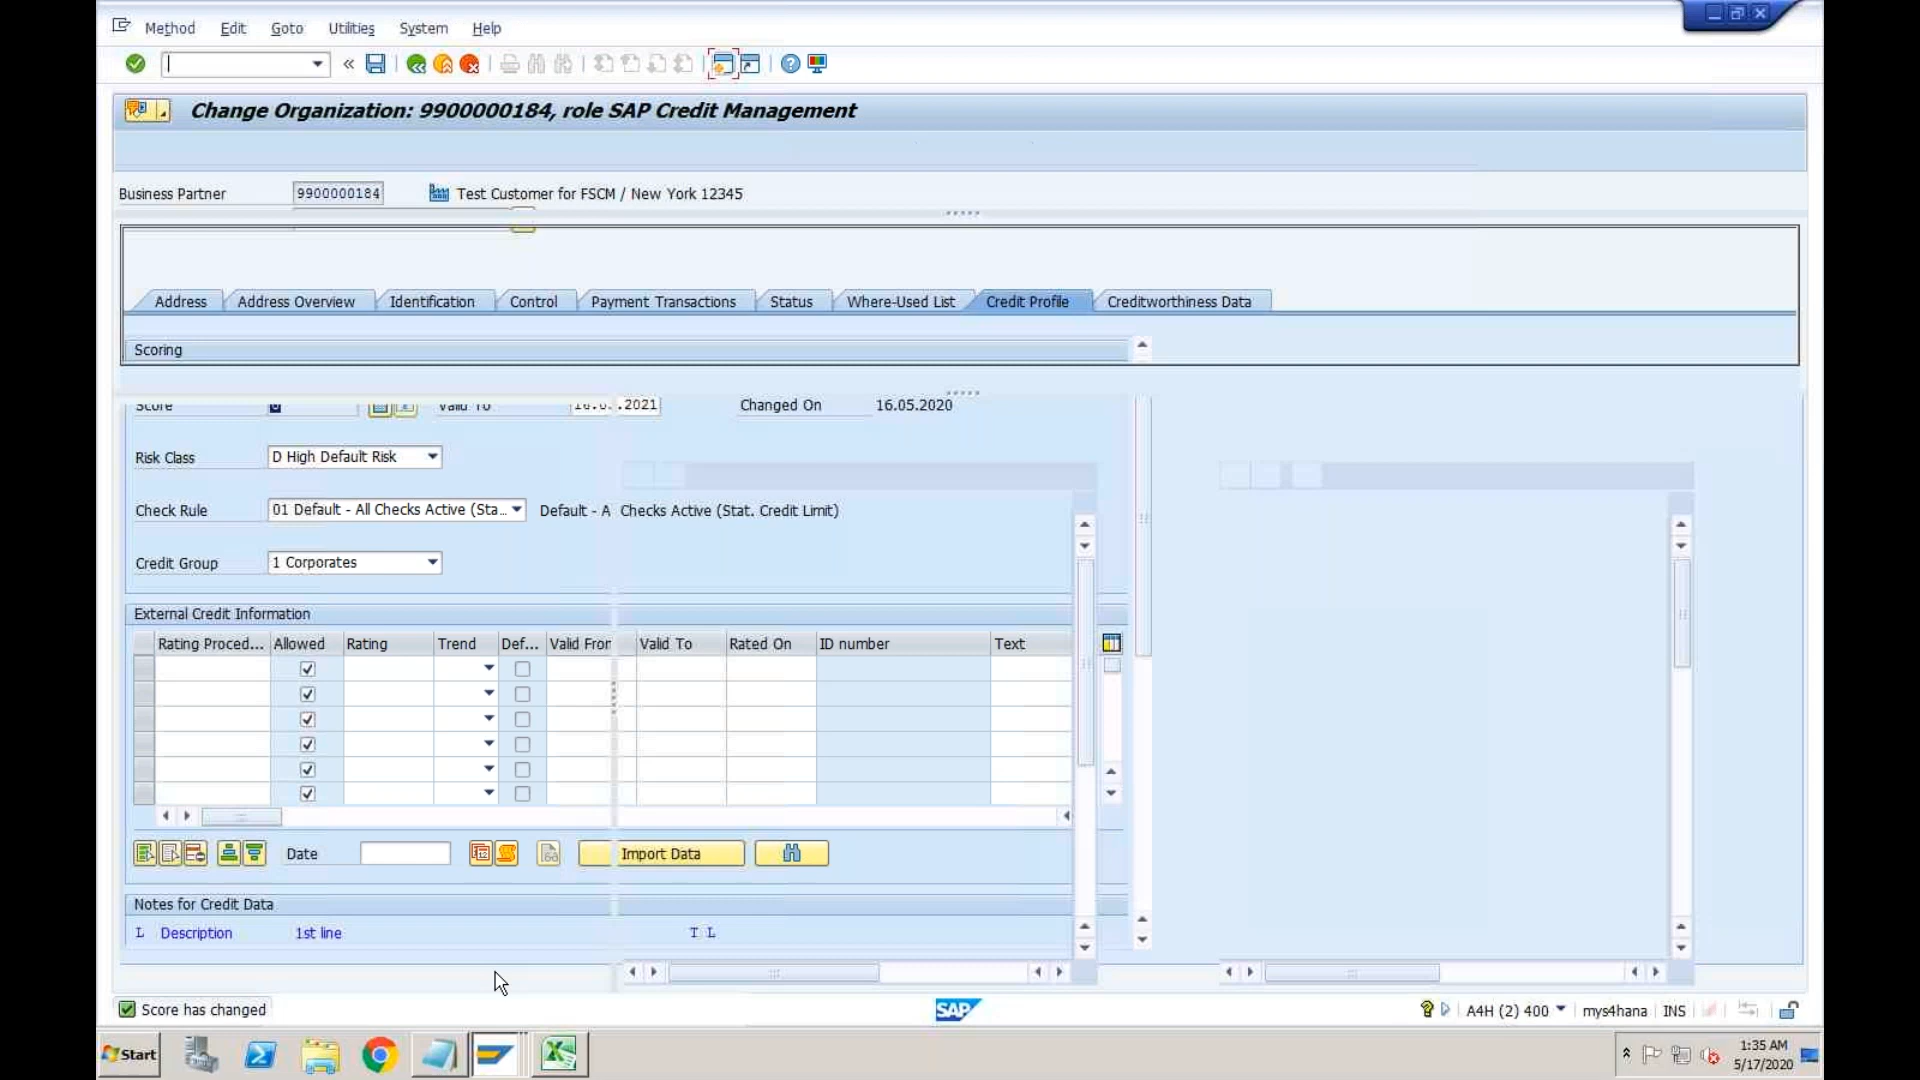 Method Edit Goto Utilities System Help
Change Organization: 9900000184, role SAP Credit Management
Business Partner 9900000184 Test Customer for FSCM / New York 12345
Address Address Overview Identification Control Payment Transactions Status Where-Used List Credit Profile Creditworthiness Data
Scoring
Score Valid To .2021 Changed On 16.05.2020
Risk Class D High Default Risk
Check Rule 01 Default - All Checks Active (Sta... Default - A Checks Active (Stat. Credit Limit)
Credit Group 1 Corporates
External Credit Information
Rating Proced... Allowed Rating Trend Def... Valid From Valid To Rated On ID number Text
Date Import Data
Notes for Credit Data
L Description 1st line T L
Score has changed SAP A4H (2) 400 mys4hana INS
Start 1:35 AM
5/17/2020